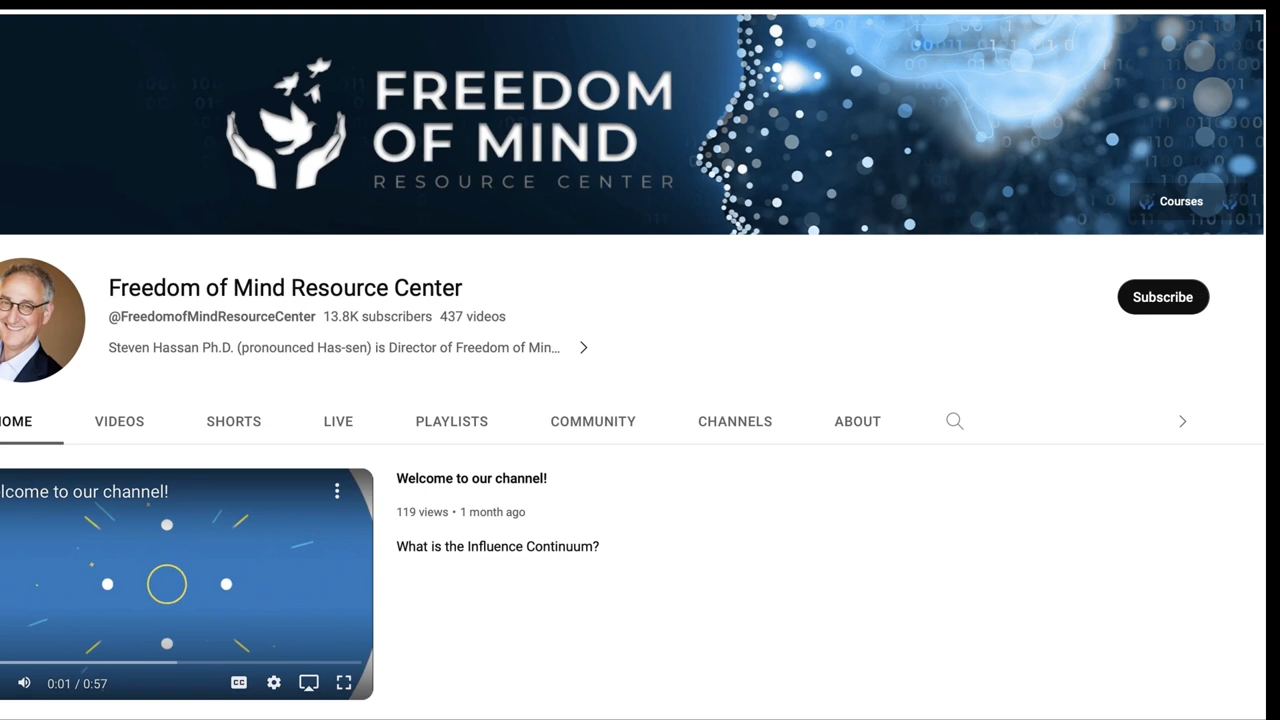 FREEDOM
OF MIND
RESOURCE CENTER
Courses
Freedom of Mind Resource Center
@FreedomofMindResourceCenter 13.8K subscribers 437 videos
Subscribe
Steven Hassan Ph.D. (pronounced Has-sen) is Director of Freedom of Min...
OME VIDEOS SHORTS LIVE PLAYLISTS COMMUNITY CHANNELS ABOUT
lcome to our channel!
Welcome to our channel!
119 views • 1 month ago
What is the Influence Continuum?
CC
0:01 / 0:57